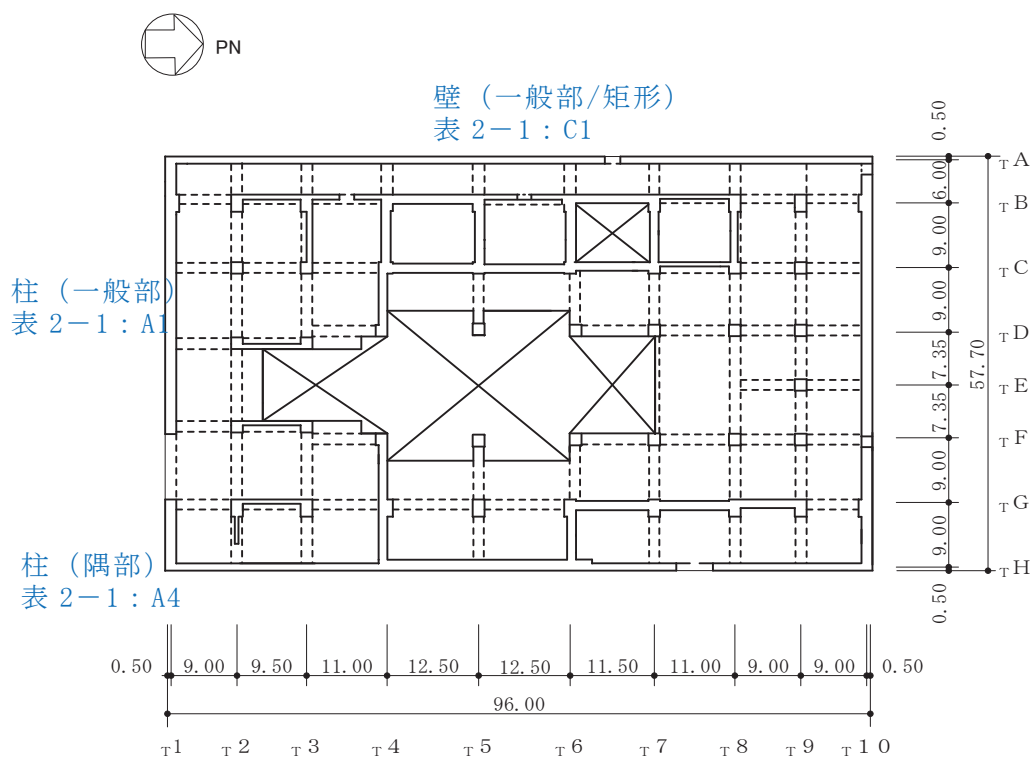 PN
壁（一般部/矩形）
表2－1：C1
柱（一般部）
表2－1：A1
柱（隅部）
表2－1：A4
0.50
6.00
9.00
9.00
7.35
7.35
9.00
9.00
0.50
57.70
TA
TB
TC
TD
TE
TF
TG
TH
0.50 9.00 9.50 11.00 12.50 12.50 11.50 11.00 9.00 9.00 0.50
96.00
T1 T2 T3 T4 T5 T6 T7 T8 T9 T10